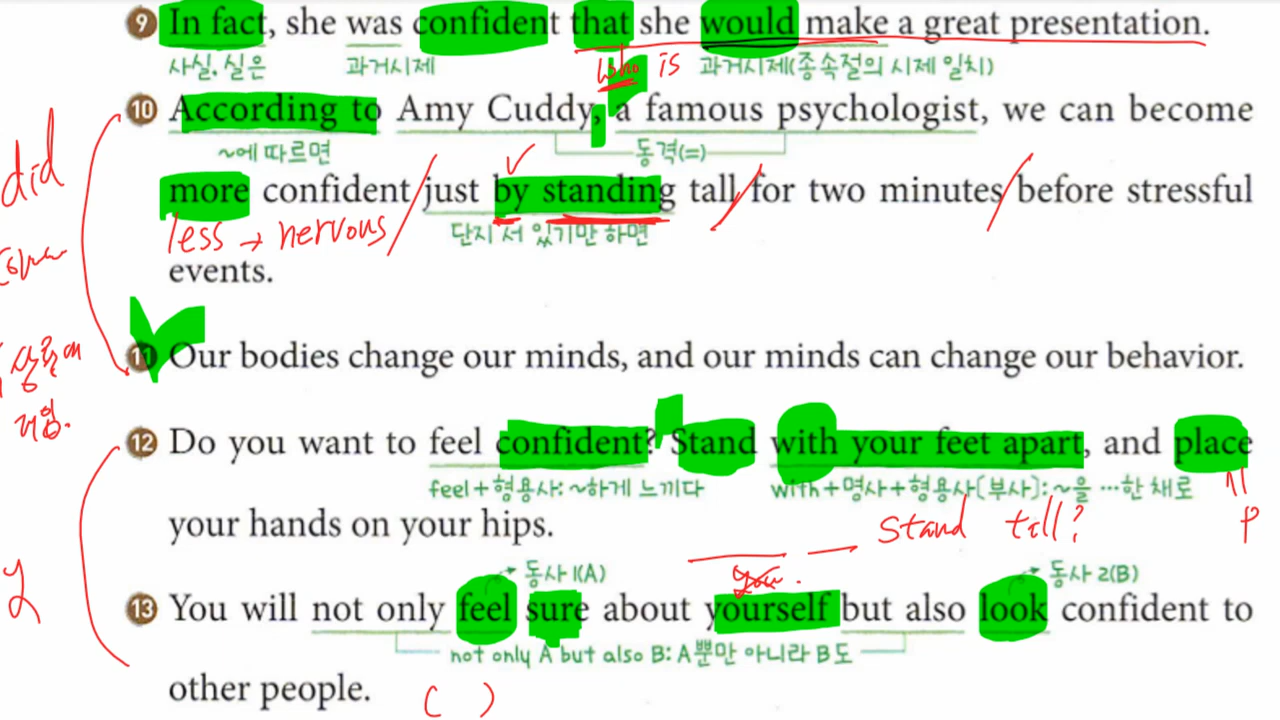 9 In fact, she was confident that she would make a great presentation.
사실. 실은 과거시제 who is 과거시제(종속절의 시제 일치)
10 According to Amy Cuddy, a famous psychologist, we can become
~에 따르면 동격(=)
did
more confident just by standing tall for two minutes before stressful
less → nervous 단지 서 있기만 하면
events.
11 Our bodies change our minds, and our minds can change our behavior.
12 Do you want to feel confident? Stand with your feet apart, and place
feel+형용사: ~하게 느끼다 with+명사+형용사[부사]: ~을 …한 채로
your hands on your hips.
stand tall? P
동사 1(A) you. 동사 2(B)
13 You will not only feel sure about yourself but also look confident to
not only A but also B: A뿐만 아니라 B도
other people. ( )